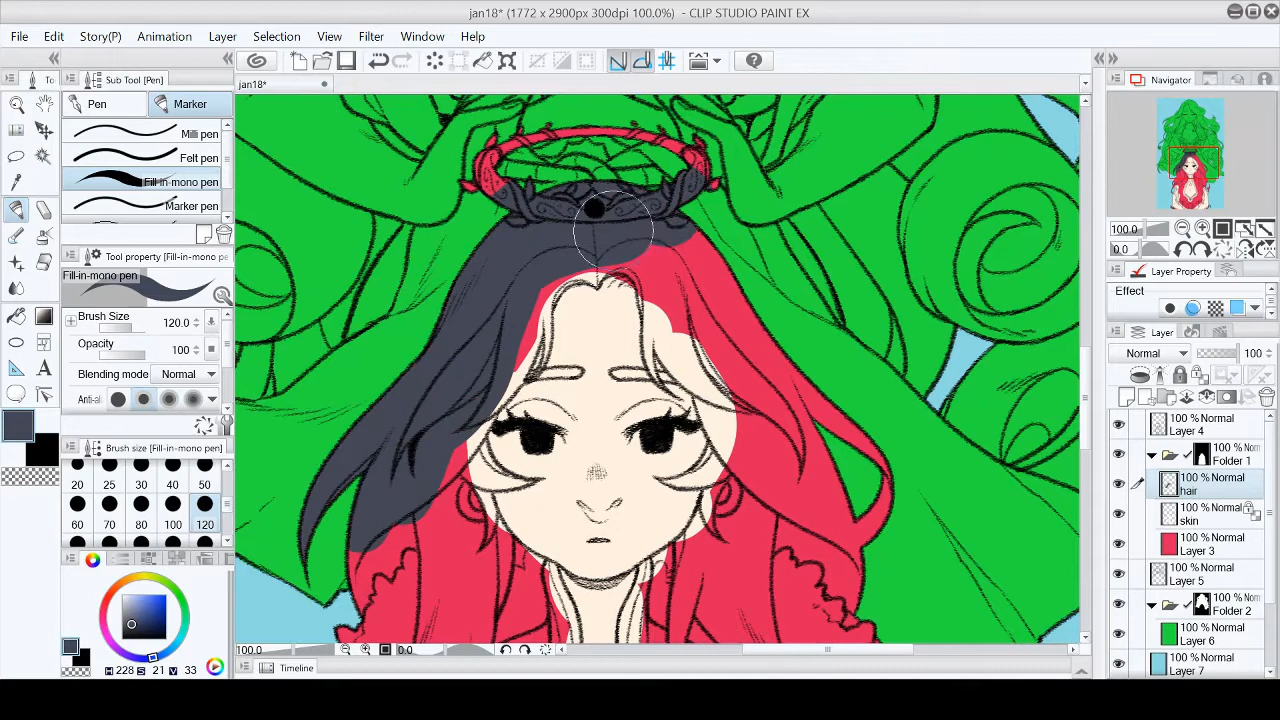 jan18* (1772 x 2900px 300dpi 100.0%) - CLIP STUDIO PAINT EX
File Edit Story(P) Animation Layer Selection View Filter Window Help
jan18*
To
Sub Tool [Pen]
Pen Marker
Milli pen
Felt pen
Fill-in-mono pen
Marker pen
Tool property [Fill-in-mono pen]
Fill-in-mono pen
Brush Size 120.0
Opacity 100
Blending mode Normal
Anti-al
Brush size [Fill-in-mono pen]
20 25 30 40 50
60 70 80 100 120
H 228 S 21 V 33
100.0 0.0
Timeline
Navigator
100.0
0.0
Layer Property
Effect
Layer
Normal 100
100 % Normal
Layer 4
100 % Nor
Folder 1
100 % Normal
hair
100 % Normal
skin
100 % Normal
Layer 3
100 % Normal
Layer 5
100 % Nor
Folder 2
100 % Normal
Layer 6
100 % Normal
Layer 7